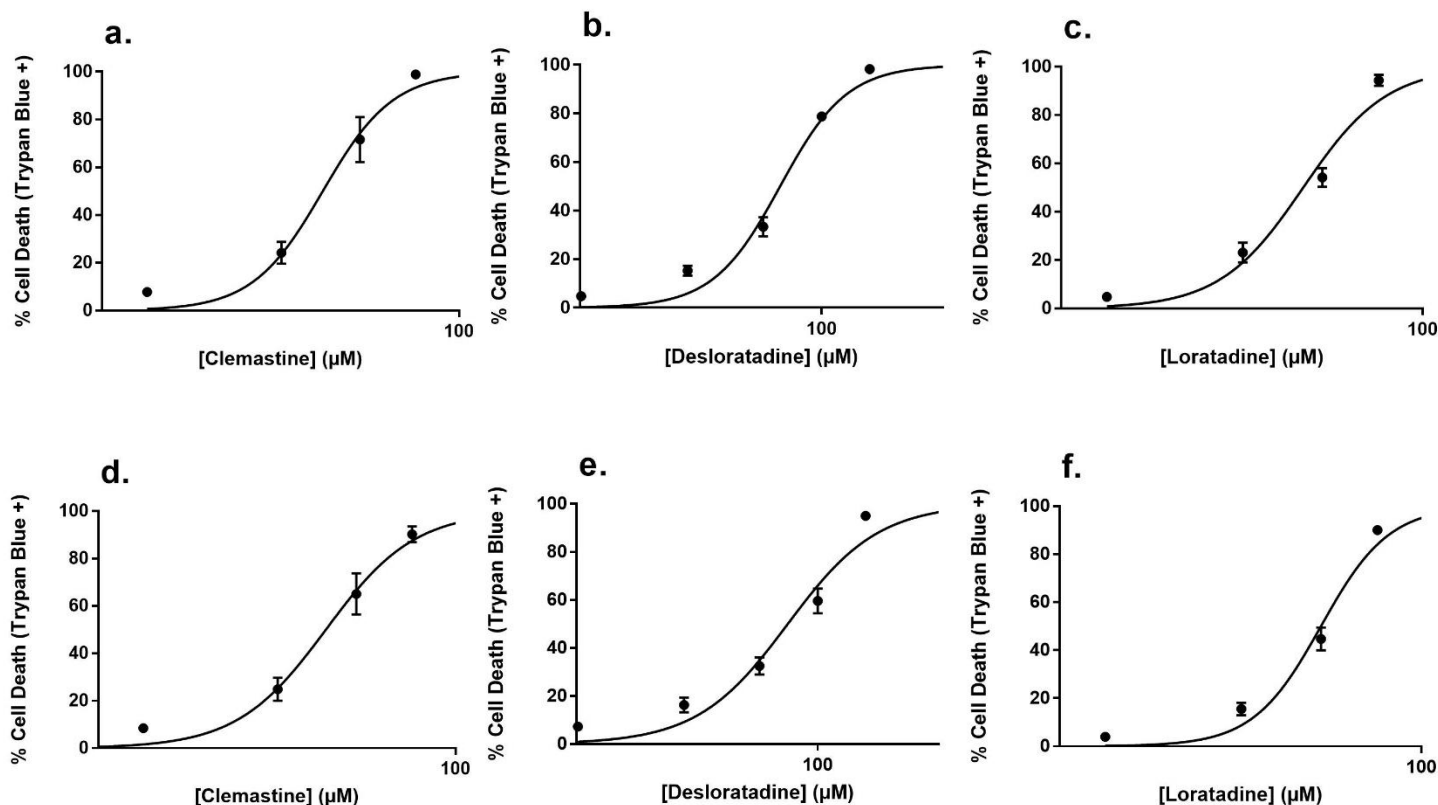 a.
% Cell Death (Trypan Blue +)
100
80
60
40
20
0
100
[Clemastine] (µM)
b.
% Cell Death (Trypan Blue +)
100
80
60
40
20
0
100
[Desloratadine] (µM)
c.
% Cell Death (Trypan Blue +)
100
80
60
40
20
0
100
[Loratadine] (µM)
d.
% Cell Death (Trypan Blue +)
100
80
60
40
20
0
100
[Clemastine] (µM)
e.
% Cell Death (Trypan Blue +)
100
80
60
40
20
0
100
[Desloratadine] (µM)
f.
% Cell Death (Trypan Blue +)
100
80
60
40
20
0
100
[Loratadine] (µM)